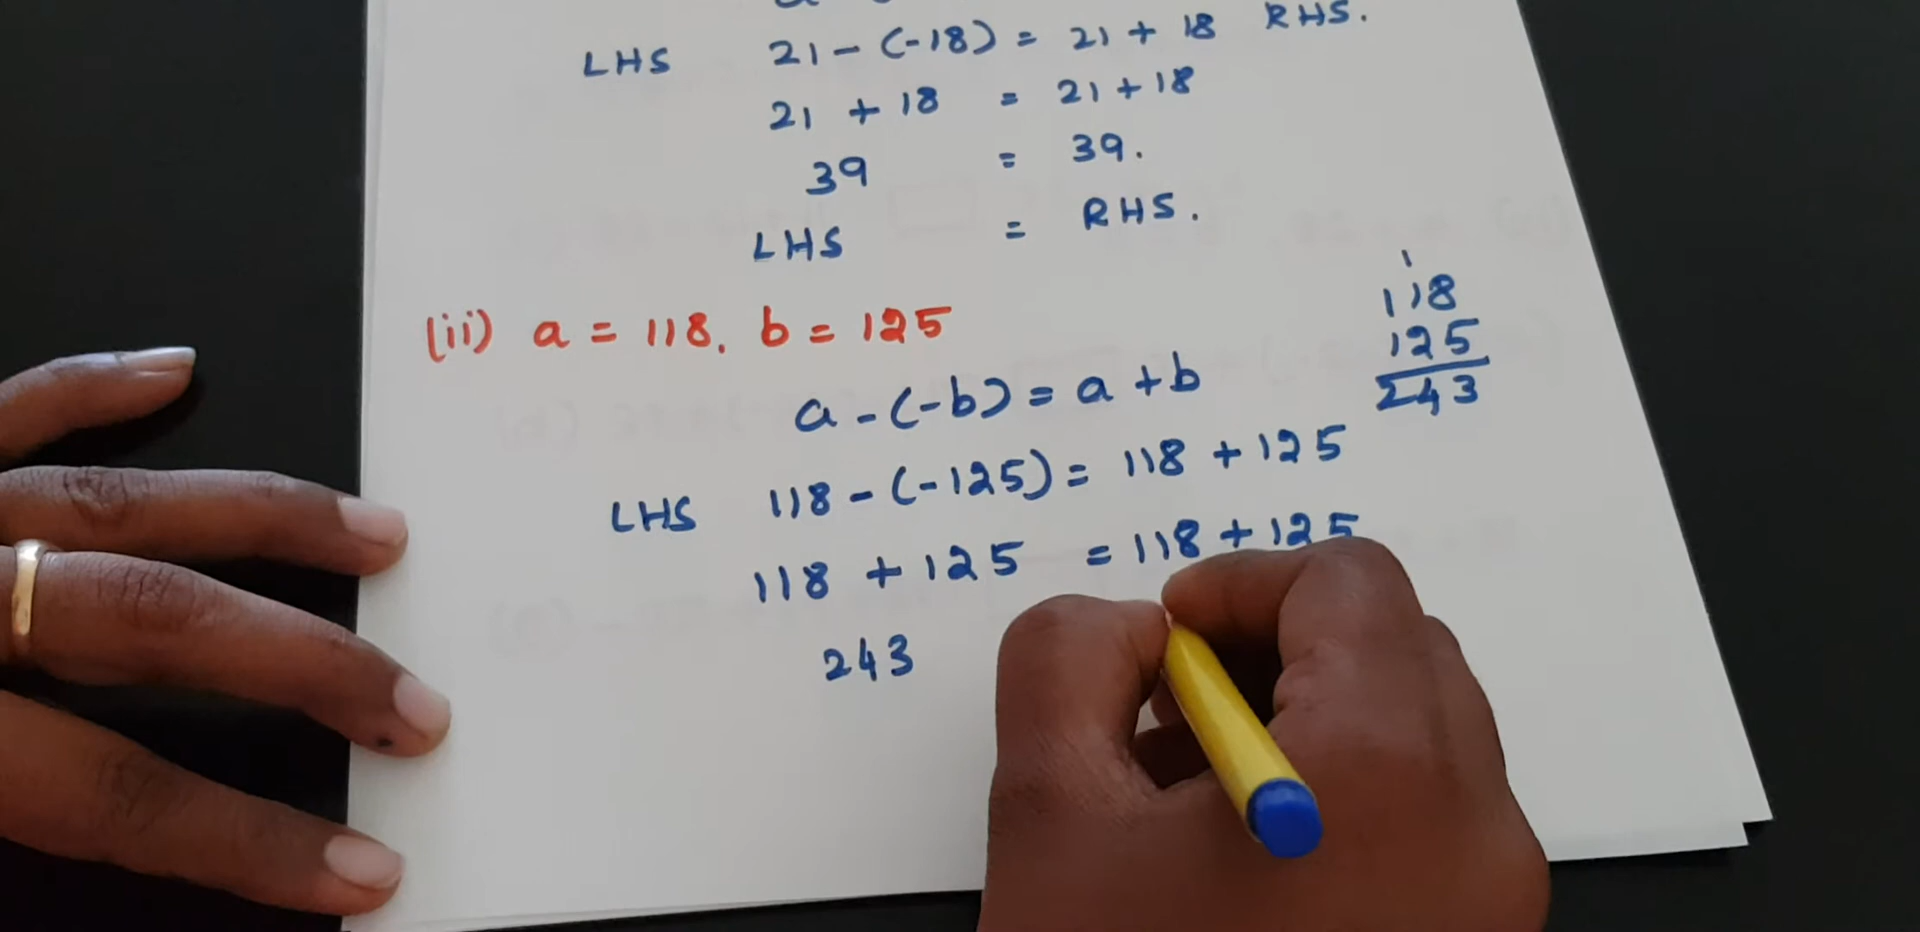 LHS 21 - (-18) = 21 + 18 RHS.
21 + 18 = 21 + 18
39 = 39.
LHS = RHS.
(ii) a = 118. b = 125
a - (-b) = a + b
LHS 118 - (-125) = 118 + 125
118 + 125 = 118 + 125
243
1
118
125
243